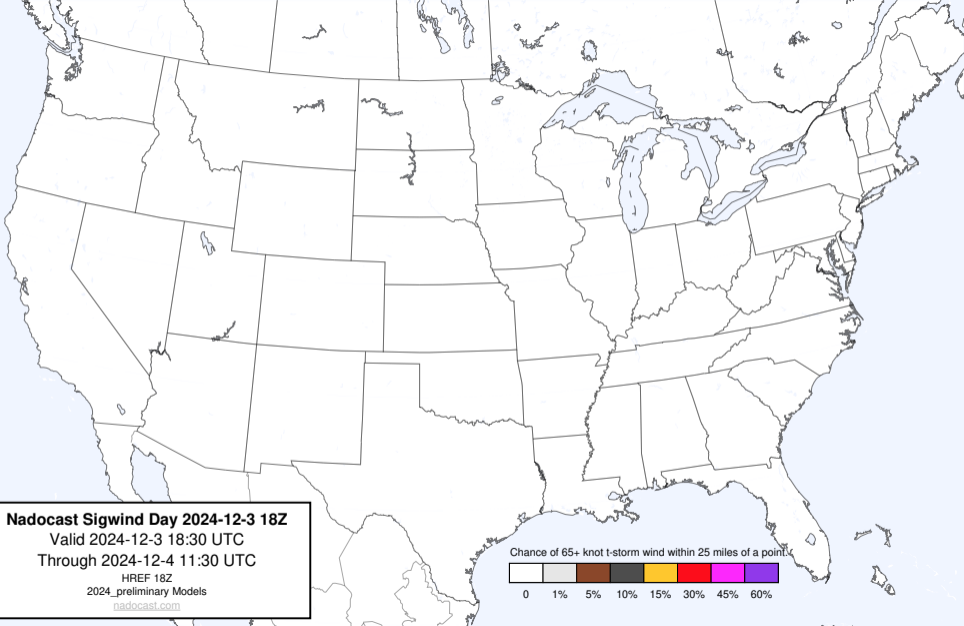 Nadocast Sigwind Day 2024-12-3 18Z
Valid 2024-12-3 18:30 UTC
Through 2024-12-4 11:30 UTC
HREF 18Z
2024_preliminary Models
nadocast.com
Chance of 65+ knot t-storm wind within 25 miles of a point.
0 1% 5% 10% 15% 30% 45% 60%